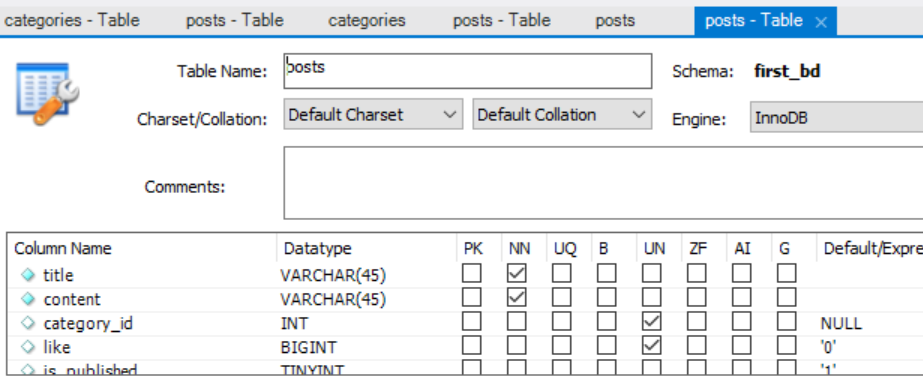 categories - Table posts - Table categories posts - Table posts posts - Table ×
Table Name: posts Schema: first_bd
Charset/Collation: Default Charset Default Collation Engine: InnoDB
Comments:
Column Name Datatype PK NN UQ B UN ZF AI G Default/Expre
title VARCHAR(45)
content VARCHAR(45)
category_id INT NULL
like BIGINT '0'
is_published TINYINT '1'